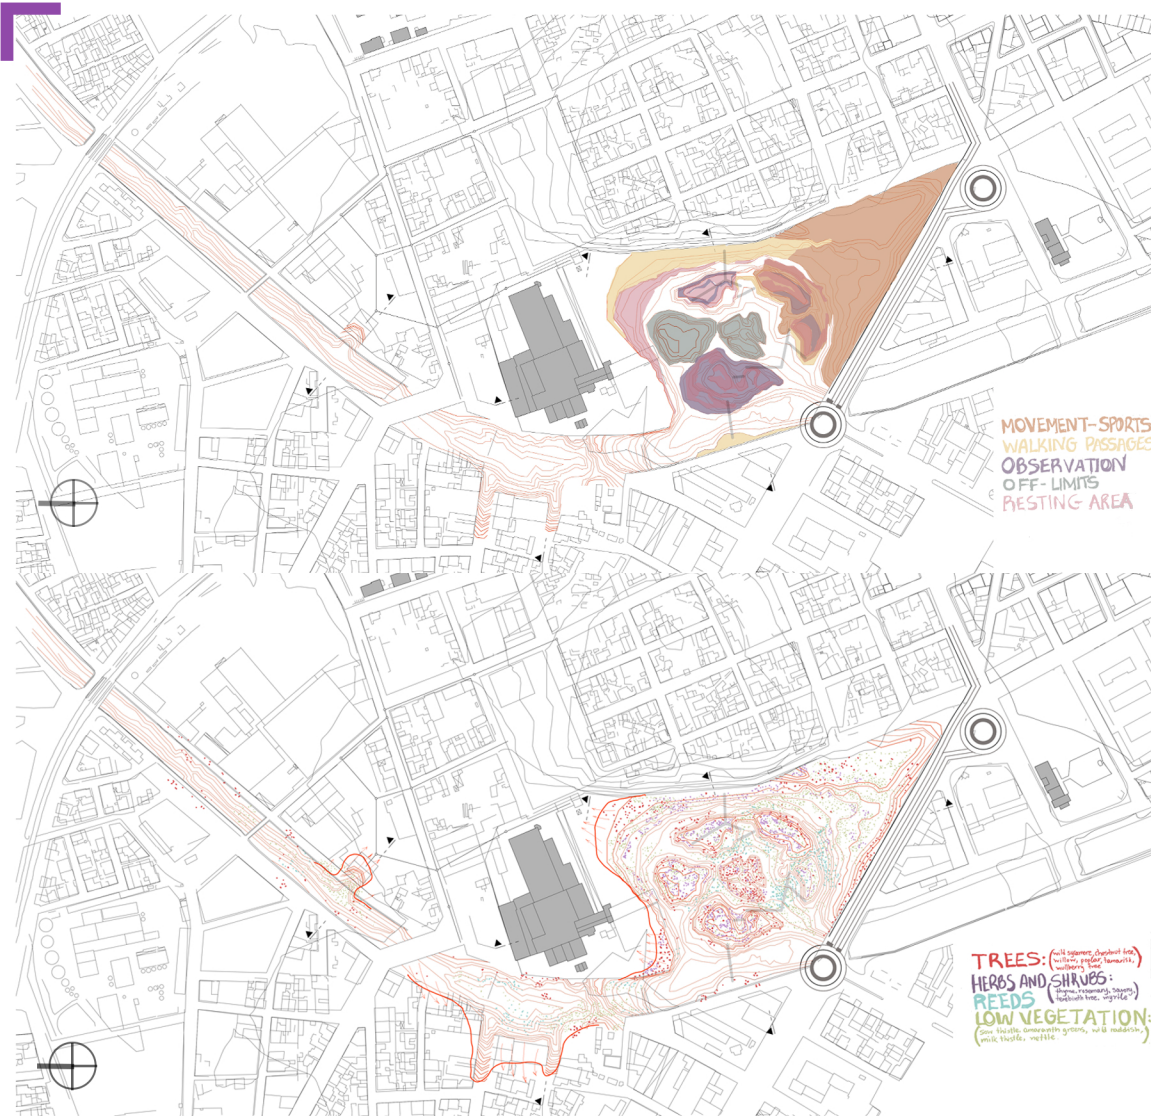 MOVEMENT-SPORTS
WALKING PASSAGES
OBSERVATION
OFF-LIMITS
RESTING AREA
TREES: (wild sycamore, chestnut tree,
willow, poplar, tamarisk,
mulberry tree
HERBS AND SHRUBS:
(thyme, rosemary, savory,
terebinth tree, myrtle)
REEDS
LOW VEGETATION:
(sow thistle, amaranth greens, wild raddish,
milk thistle, nettle.)